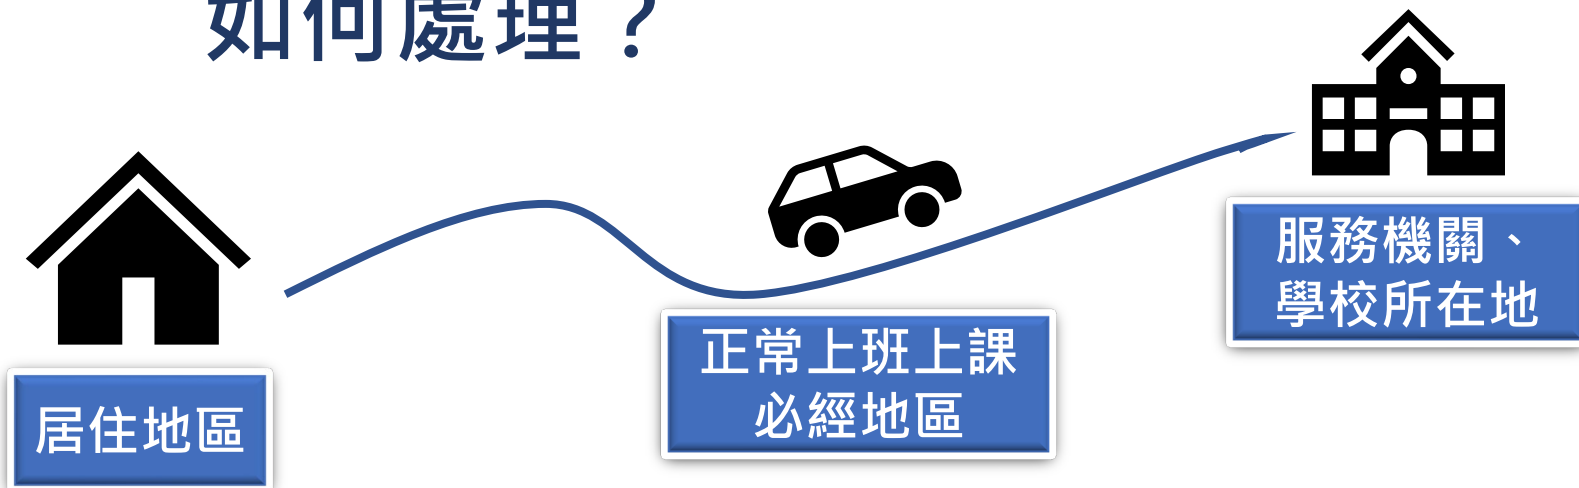 如何處理？
服務機關、
學校所在地
正常上班上課
必經地區
居住地區